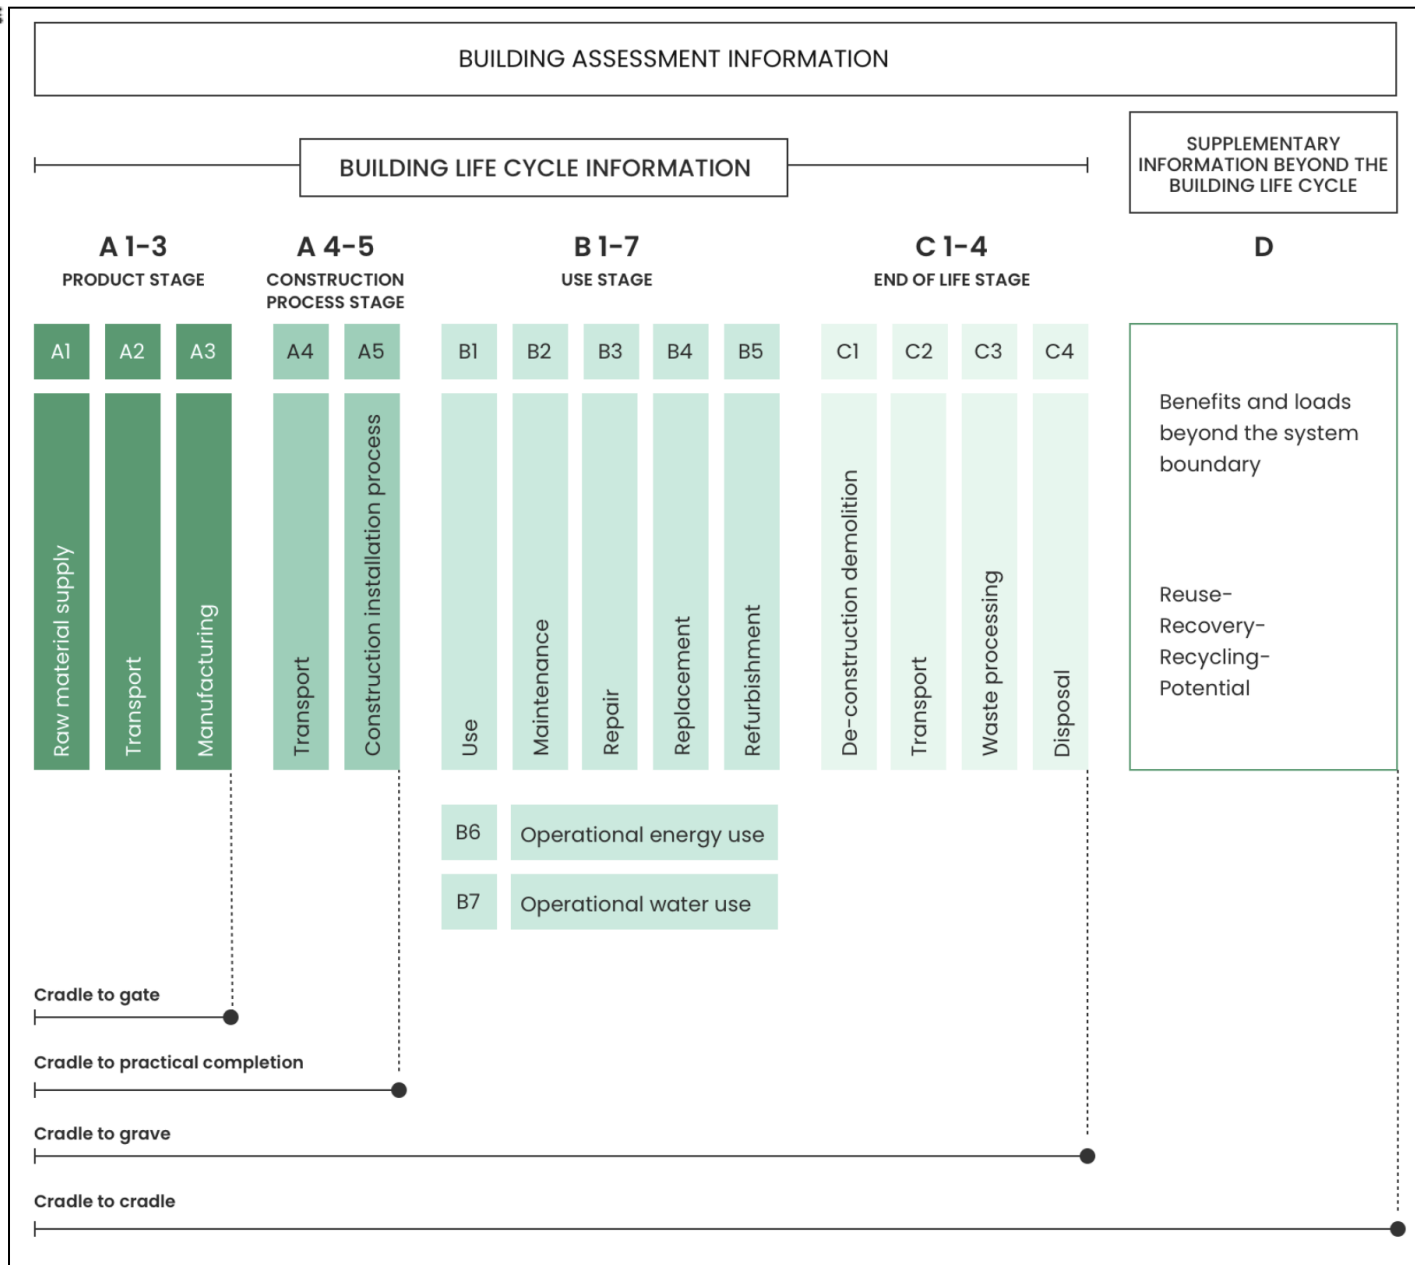 BUILDING ASSESSMENT INFORMATION
BUILDING LIFE CYCLE INFORMATION
SUPPLEMENTARY
INFORMATION BEYOND THE
BUILDING LIFE CYCLE
A 1-3
PRODUCT STAGE
A 4-5
CONSTRUCTION
PROCESS STAGE
B 1-7
USE STAGE
C 1-4
END OF LIFE STAGE
D
A1
A2
A3
A4
A5
B1
B2
B3
B4
B5
C1
C2
C3
C4
Raw material supply
Transport
Manufacturing
Transport
Construction installation process
Use
Maintenance
Repair
Replacement
Refurbishment
De-construction demolition
Transport
Waste processing
Disposal
Benefits and loads
beyond the system
boundary
Reuse-
Recovery-
Recycling-
Potential
B6
Operational energy use
B7
Operational water use
Cradle to gate
Cradle to practical completion
Cradle to grave
Cradle to cradle